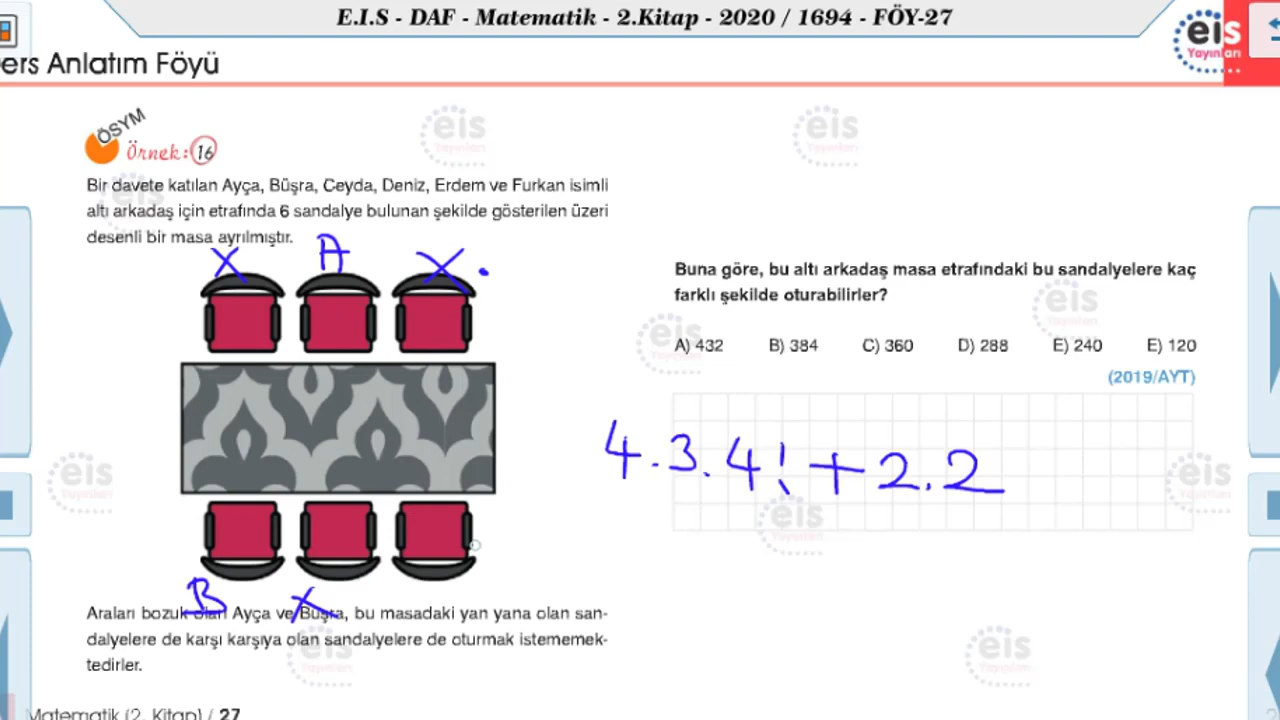 E.I.S - DAF - Matematik - 2.Kitap - 2020 / 1694 - FÖY-27
eis
Yayınları
ers Anlatım Föyü
ÖSYM
Örnek: 16
Bir davete katılan Ayça, Büşra, Ceyda, Deniz, Erdem ve Furkan isimli
altı arkadaş için etrafında 6 sandalye bulunan şekilde gösterilen üzeri
desenli bir masa ayrılmıştır.
X A X.
B X
Araları bozuk olan Ayça ve Büşra, bu masadaki yan yana olan san-
dalyelere de karşı karşıya olan sandalyelere de oturmak istememek-
tedirler.
Buna göre, bu altı arkadaş masa etrafındaki bu sandalyelere kaç
farklı şekilde oturabilirler?
A) 432 B) 384 C) 360 D) 288 E) 240 E) 120
(2019/AYT)
4.3.4! + 2.2
Matematik (2. Kitap) / 27